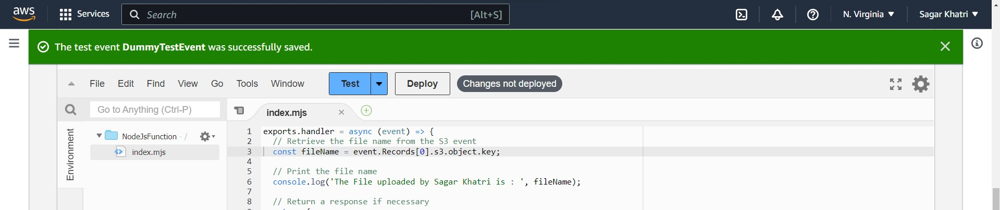 aws
Services
Search
[Alt+S]
N. Virginia
Sagar Khatri
The test event DummyTestEvent was successfully saved.
File Edit Find View Go Tools Window
Test
Deploy
Changes not deployed
Go to Anything (Ctrl-P)
index.mjs
Environment
NodeJsFunction - /
index.mjs
1 exports.handler = async (event) => {
2 // Retrieve the file name from the S3 event
3 const fileName = event.Records[0].s3.object.key;
4
5 // Print the file name
6 console.log('The File uploaded by Sagar Khatri is : ', fileName);
7
8 // Return a response if necessary